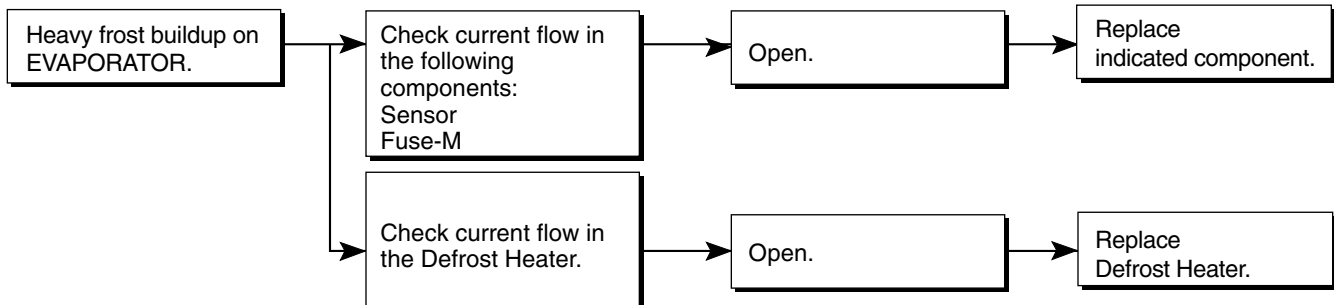 Heavy frost buildup on
EVAPORATOR.
Check current flow in
the following
components:
Sensor
Fuse-M
Open.
Replace
indicated component.
Check current flow in
the Defrost Heater.
Open.
Replace
Defrost Heater.